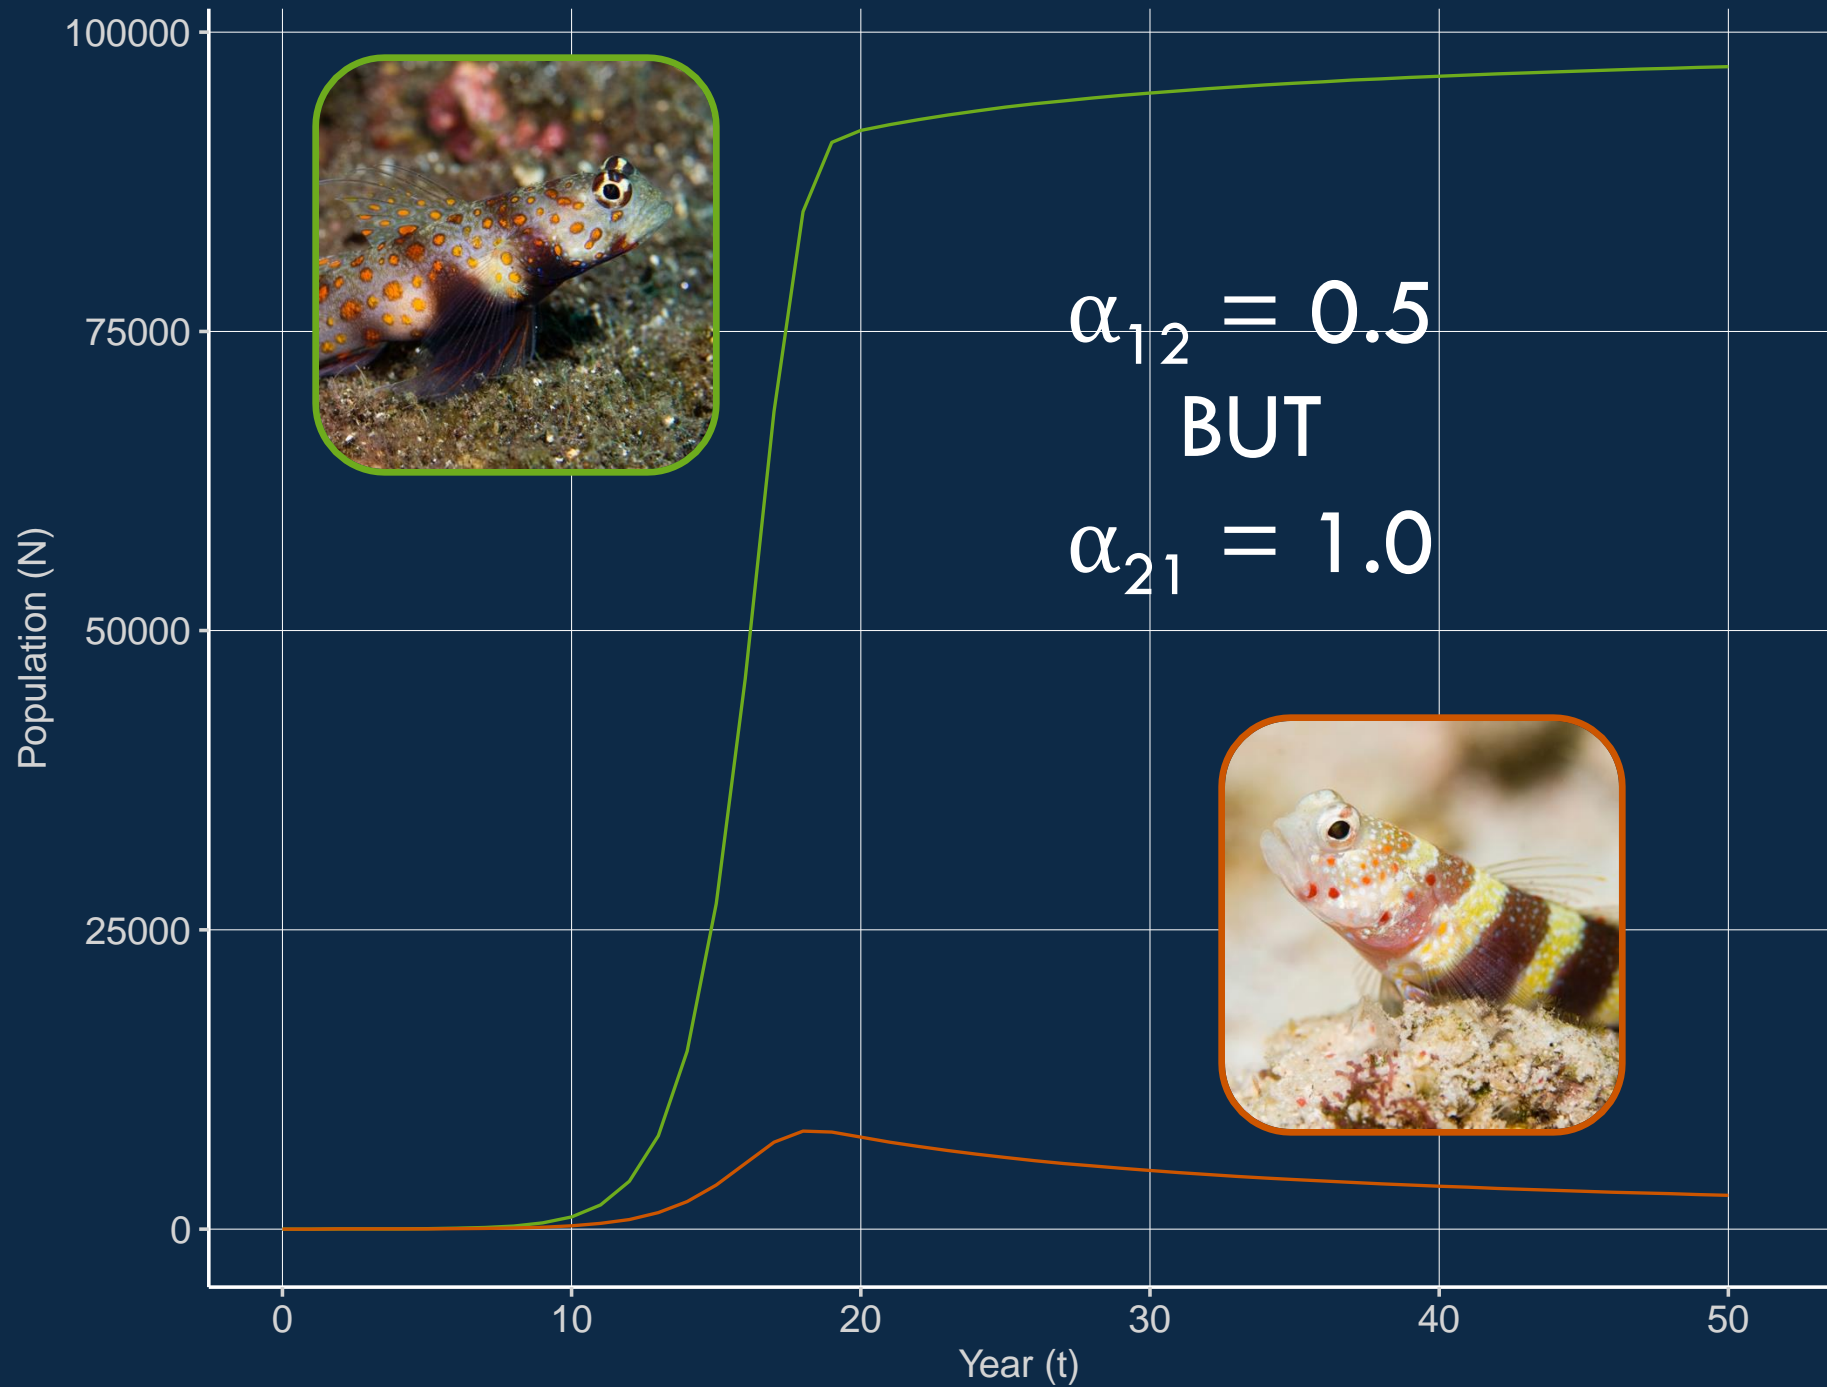 100000
75000
50000
25000
0
Population (N)
α₁₂ = 0.5
BUT
α₂₁ = 1.0
0 10 20 30 40 50
Year (t)